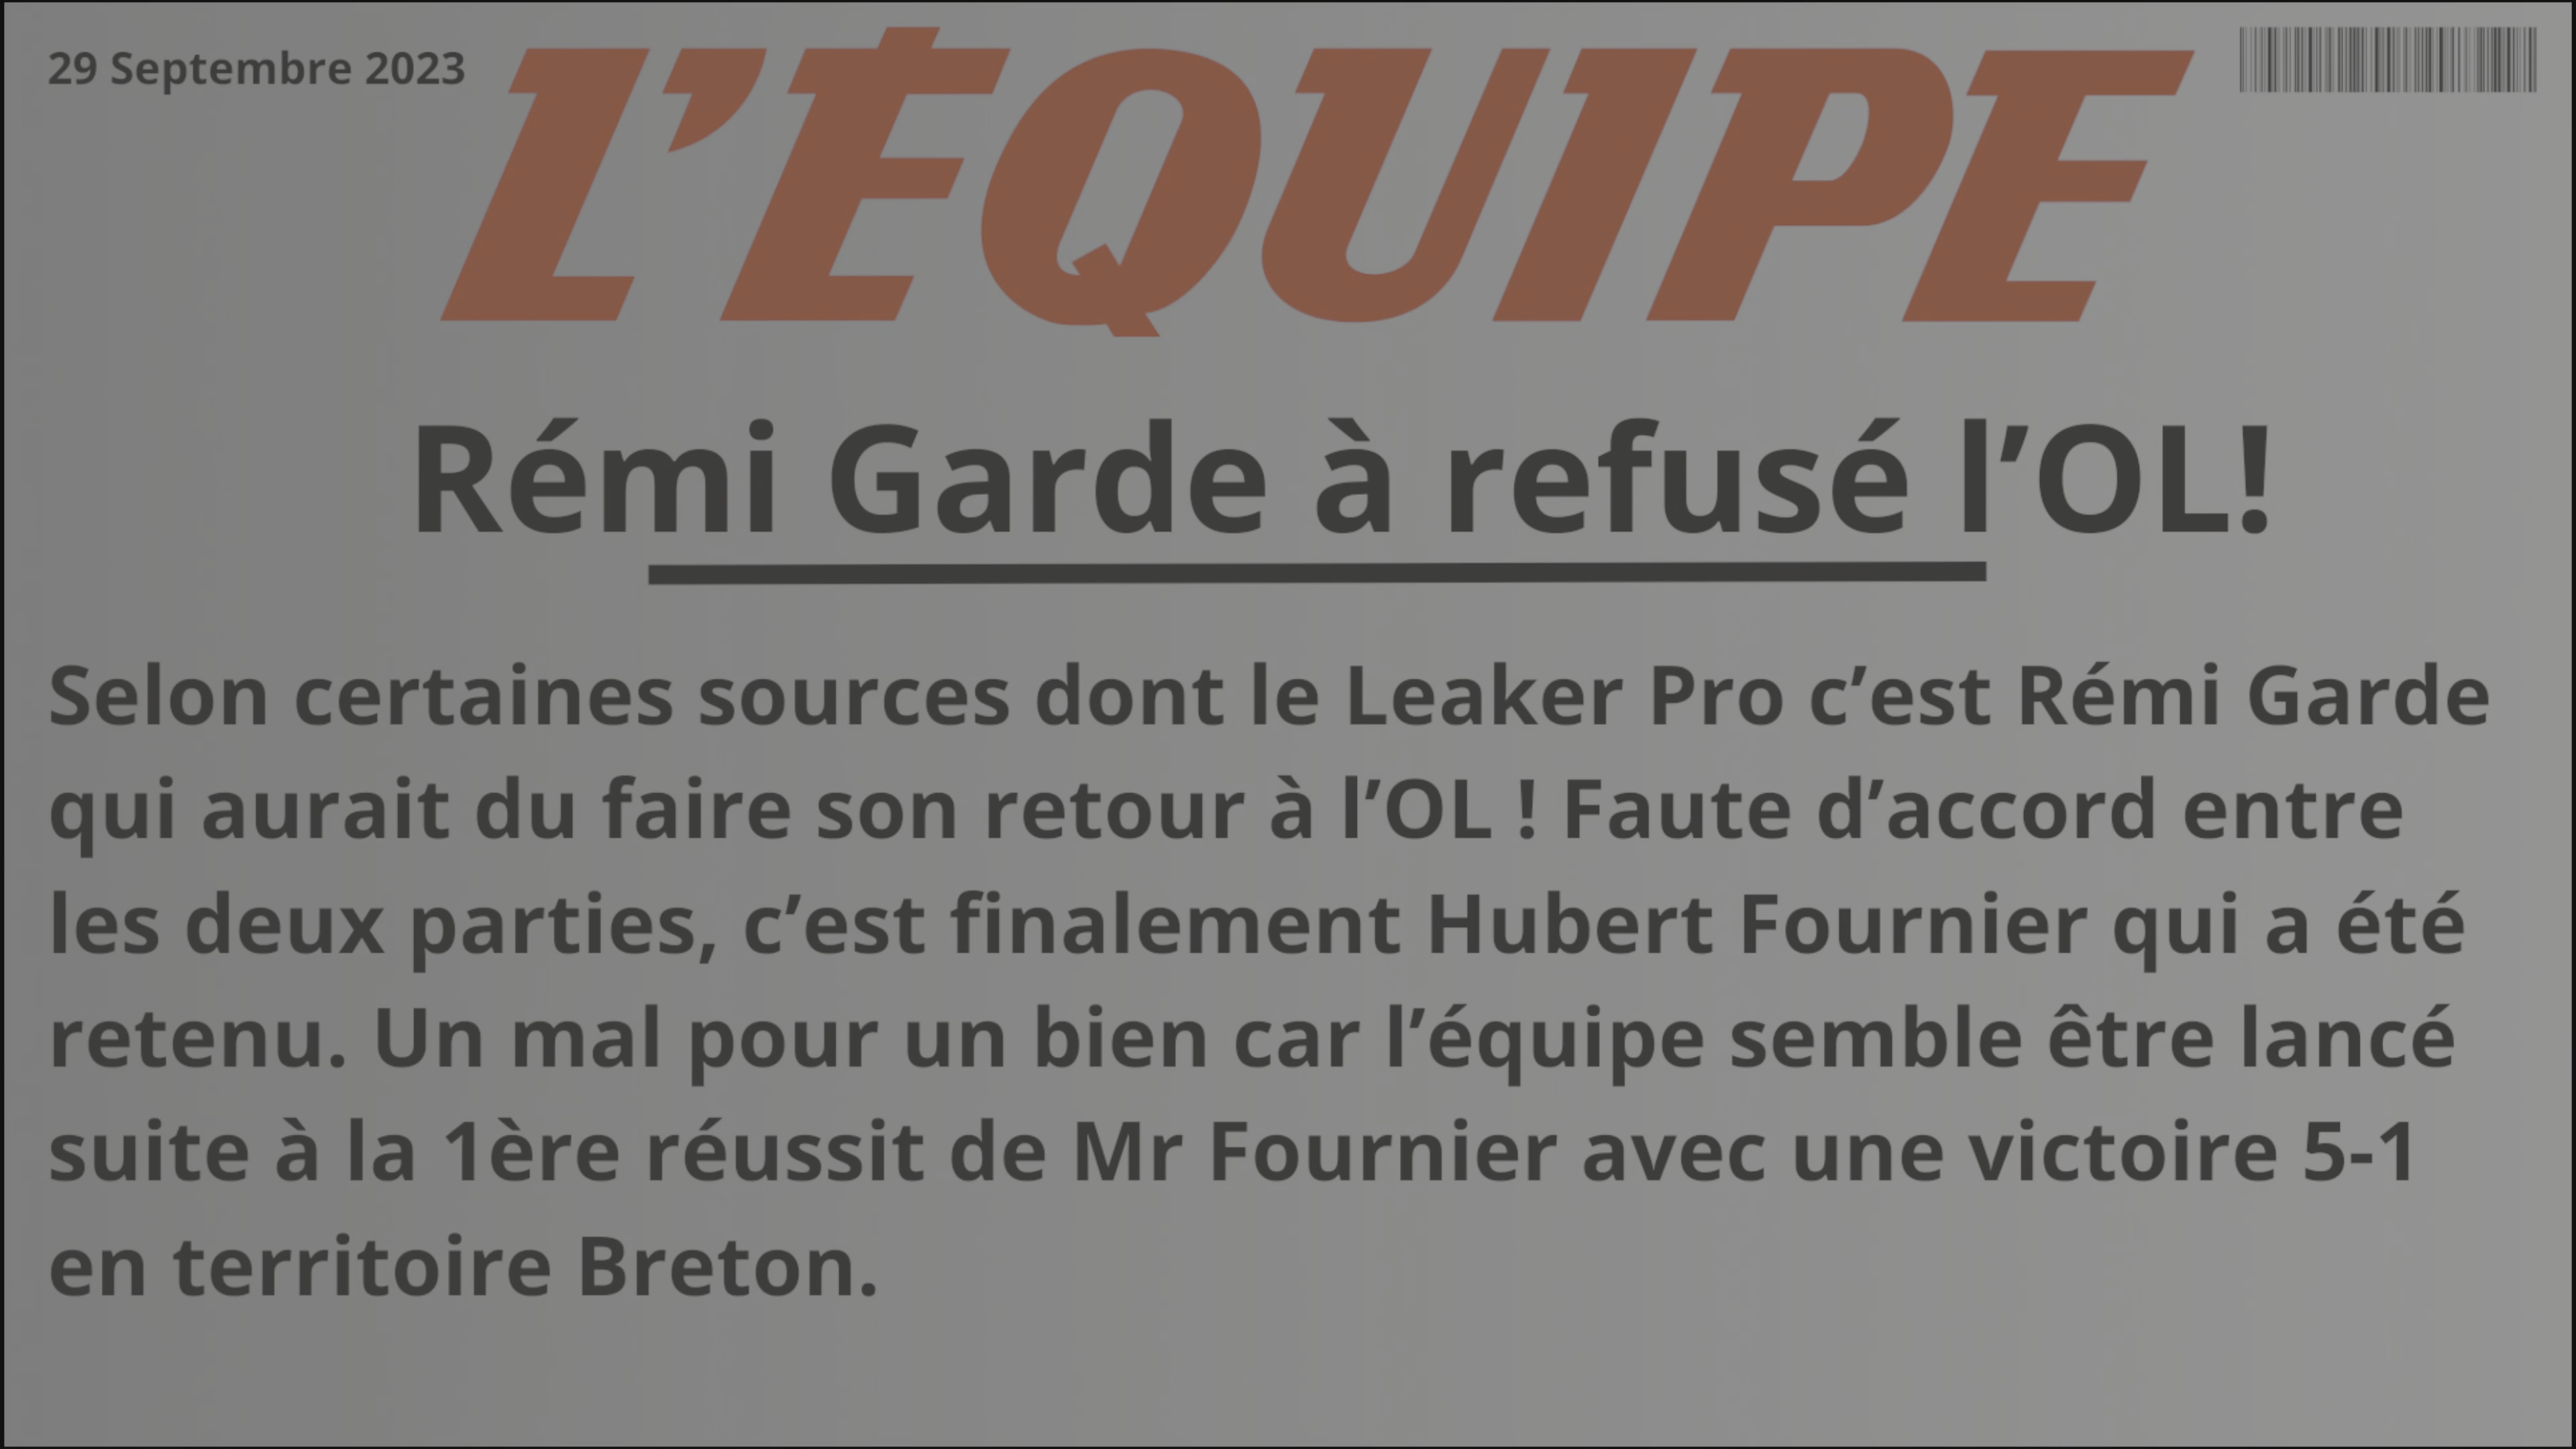 29 Septembre 2023
L'ÉQUIPE
Rémi Garde à refusé l’OL!
Selon certaines sources dont le Leaker Pro c’est Rémi Garde
qui aurait du faire son retour à l’OL ! Faute d’accord entre
les deux parties, c’est finalement Hubert Fournier qui a été
retenu. Un mal pour un bien car l’équipe semble être lancé
suite à la 1ère réussit de Mr Fournier avec une victoire 5-1
en territoire Breton.